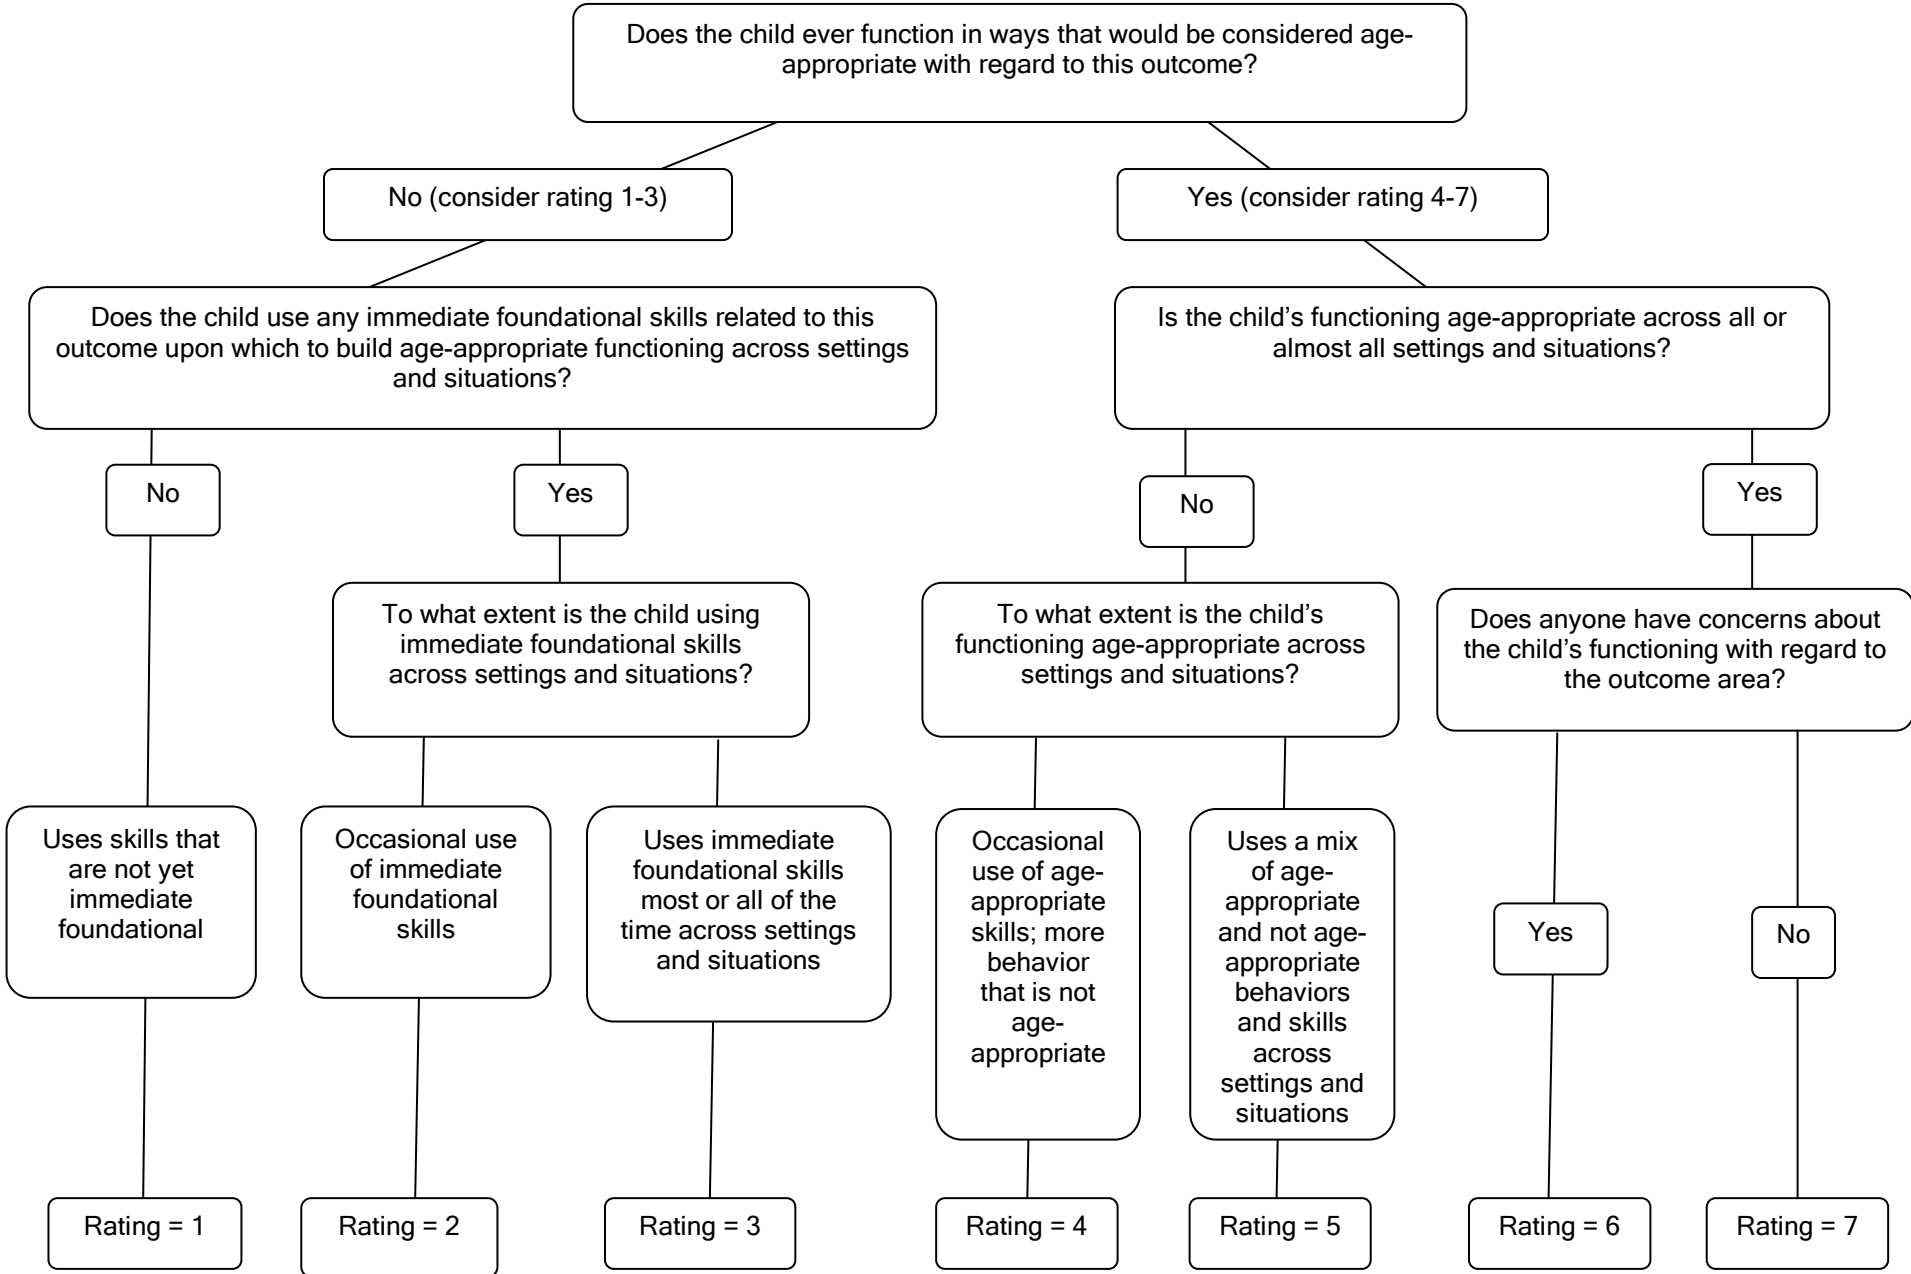 Does the child ever function in ways that would be considered age-
appropriate with regard to this outcome?
No (consider rating 1-3)
Yes (consider rating 4-7)
Does the child use any immediate foundational skills related to this
outcome upon which to build age-appropriate functioning across settings
and situations?
Is the child’s functioning age-appropriate across all or
almost all settings and situations?
No
Yes
No
Yes
To what extent is the child using
immediate foundational skills
across settings and situations?
To what extent is the child’s
functioning age-appropriate across
settings and situations?
Does anyone have concerns about
the child’s functioning with regard to
the outcome area?
Uses skills that
are not yet
immediate
foundational
Occasional use
of immediate
foundational
skills
Uses immediate
foundational skills
most or all of the
time across settings
and situations
Occasional
use of age-
appropriate
skills; more
behavior
that is not
age-
appropriate
Uses a mix
of age-
appropriate
and not age-
appropriate
behaviors
and skills
across
settings and
situations
Yes
No
Rating = 1
Rating = 2
Rating = 3
Rating = 4
Rating = 5
Rating = 6
Rating = 7